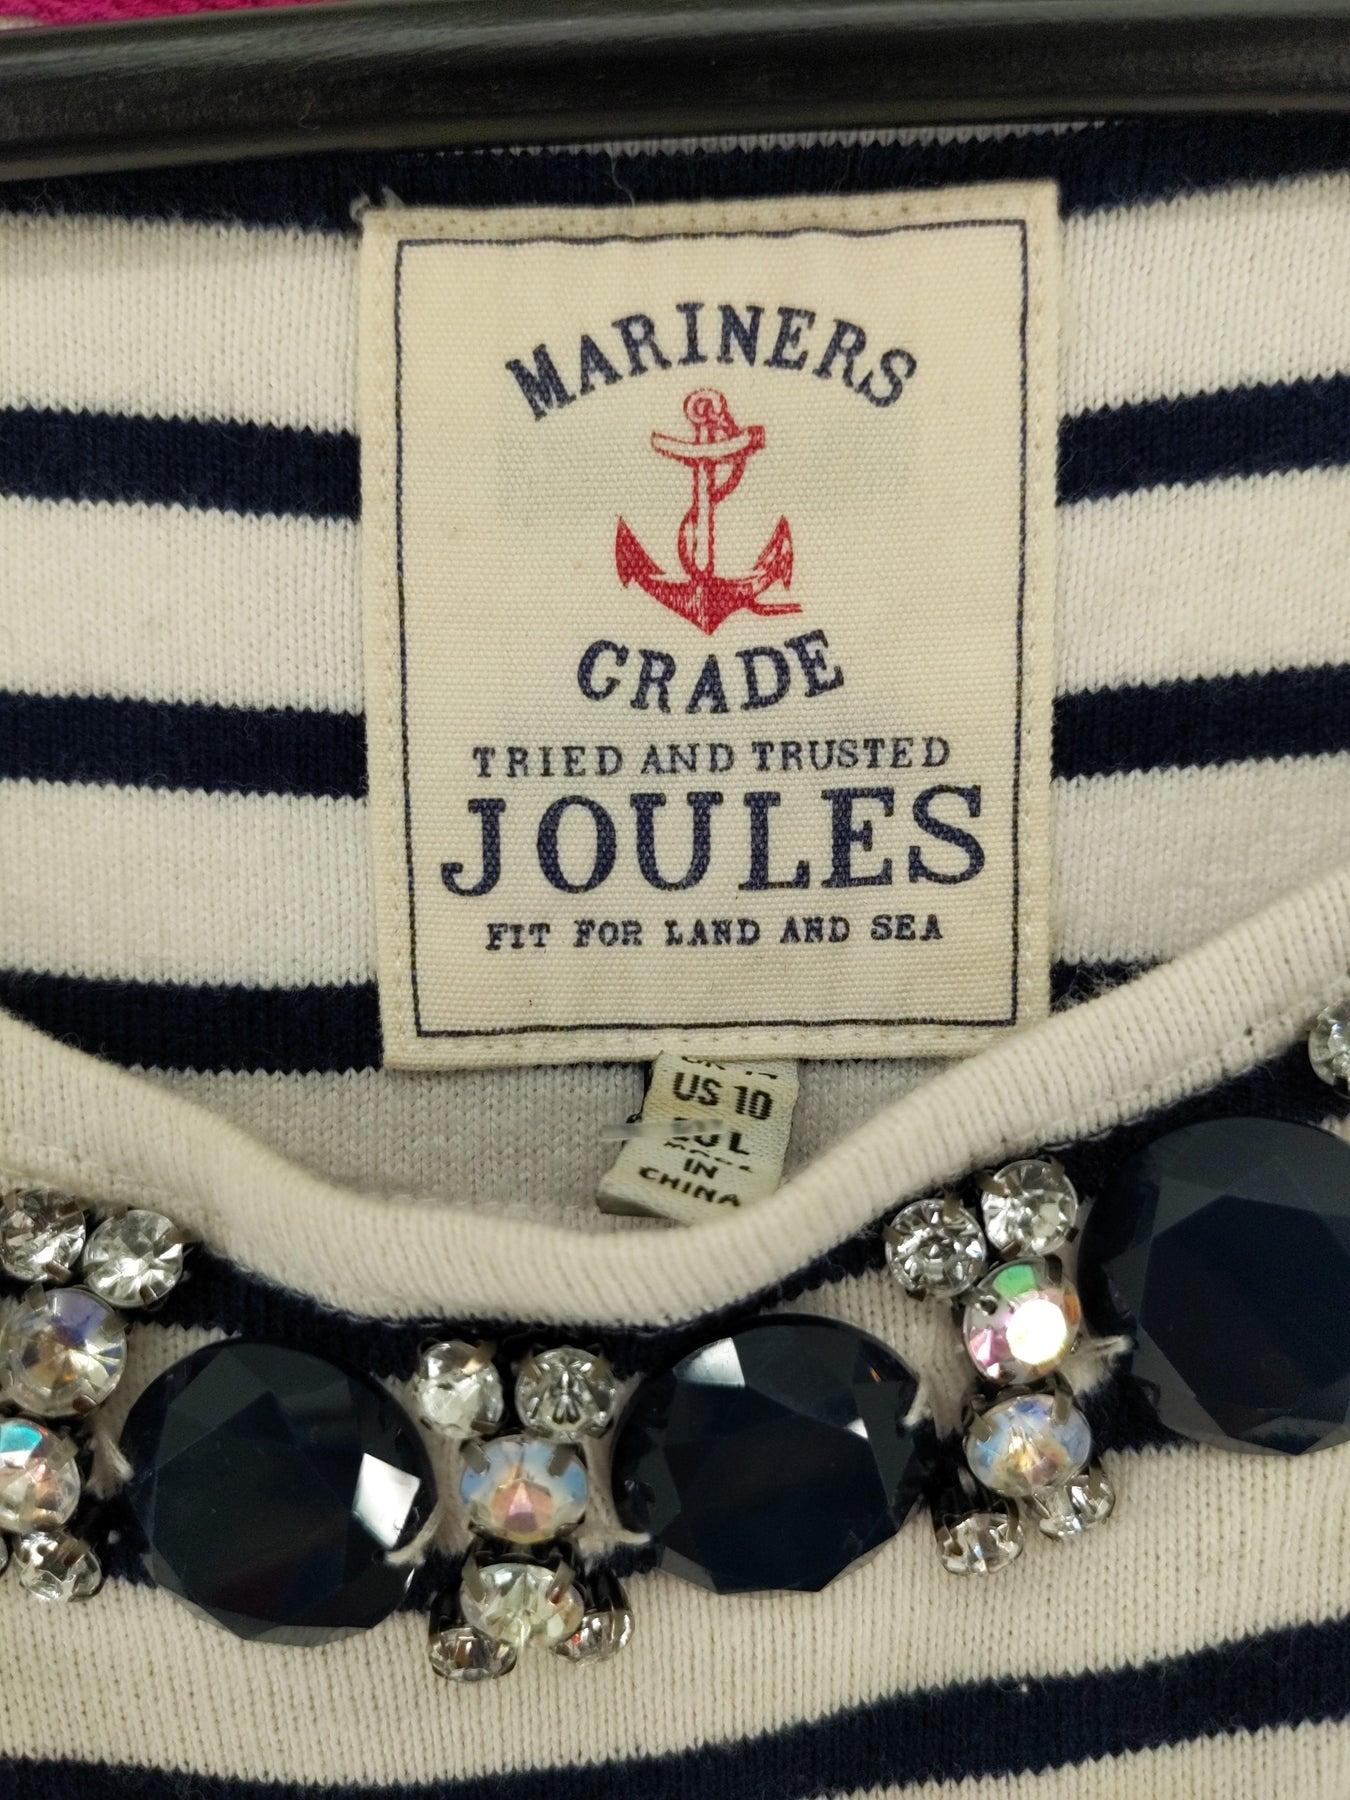 MARINERS
GRADE
TRIED AND TRUSTED
JOULES
FIT FOR LAND AND SEA
US 10
IN
CHINA